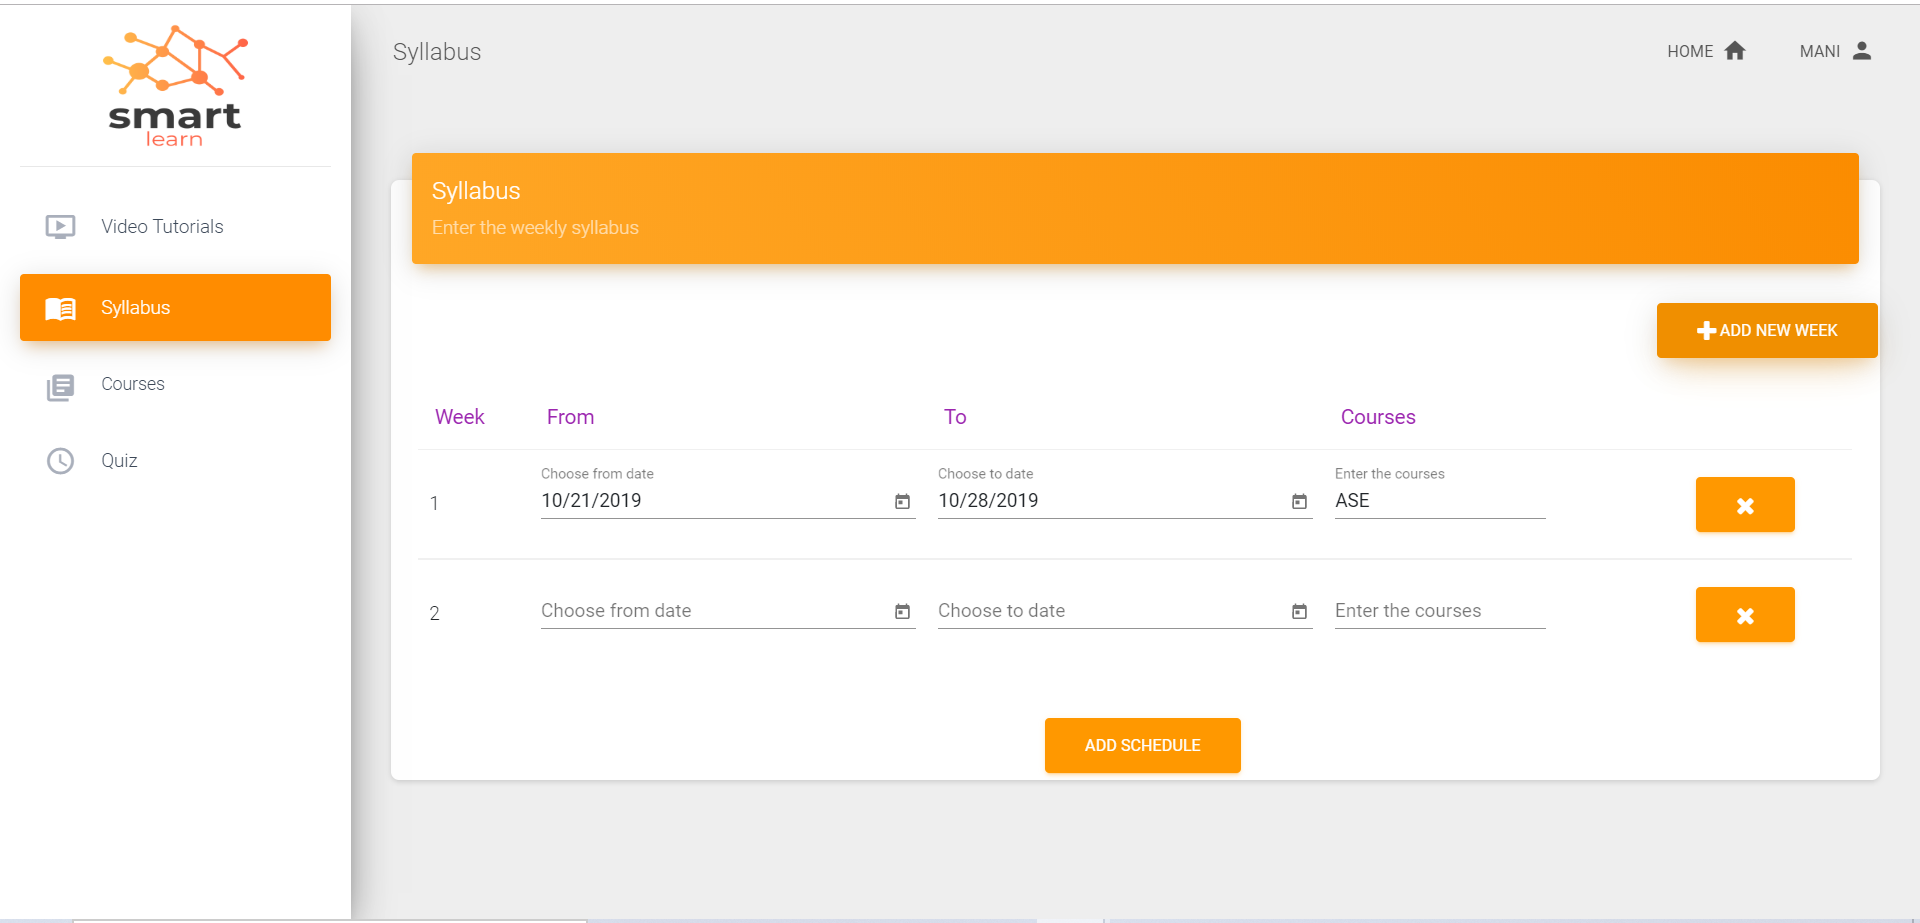 smart
learn
Syllabus
HOME
MANI
Video Tutorials
Syllabus
Courses
Quiz
Syllabus
Enter the weekly syllabus
ADD NEW WEEK
Week From To Courses
Choose from date Choose to date Enter the courses
1 10/21/2019 10/28/2019 ASE
2 Choose from date Choose to date Enter the courses
ADD SCHEDULE